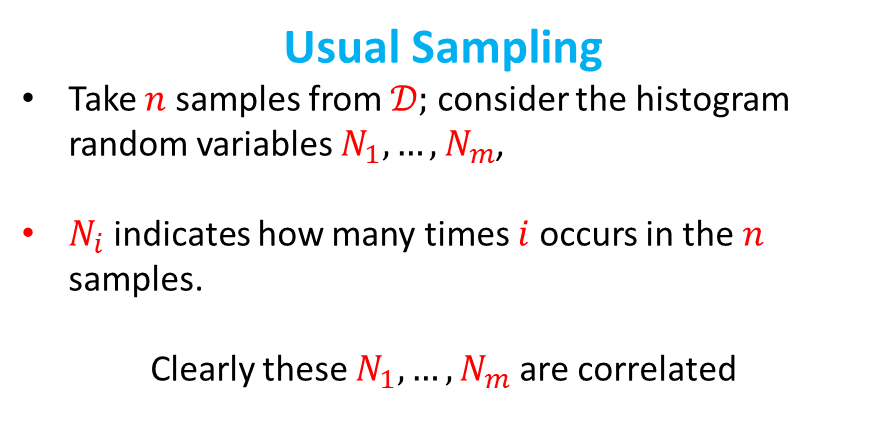 Usual Sampling
• Take n samples from 𝒟; consider the histogram
random variables N₁, … , Nₘ,
• Nᵢ indicates how many times i occurs in the n
samples.
Clearly these N₁, … , Nₘ are correlated